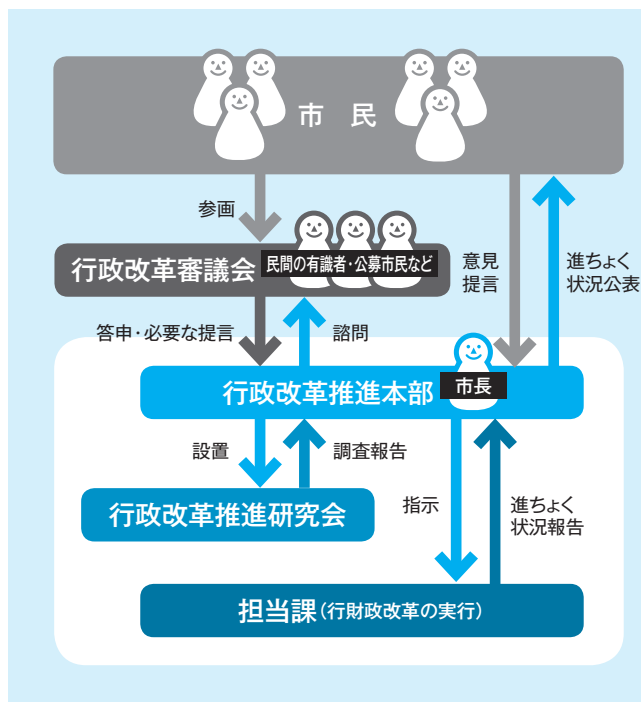 市 民
参画
行政改革審議会
民間の有識者・公募市民など
意見
提言
進ちょく
状況公表
答申・必要な提言
諮問
行政改革推進本部
市長
設置
調査報告
行政改革推進研究会
指示
進ちょく
状況報告
担当課(行財政改革の実行)